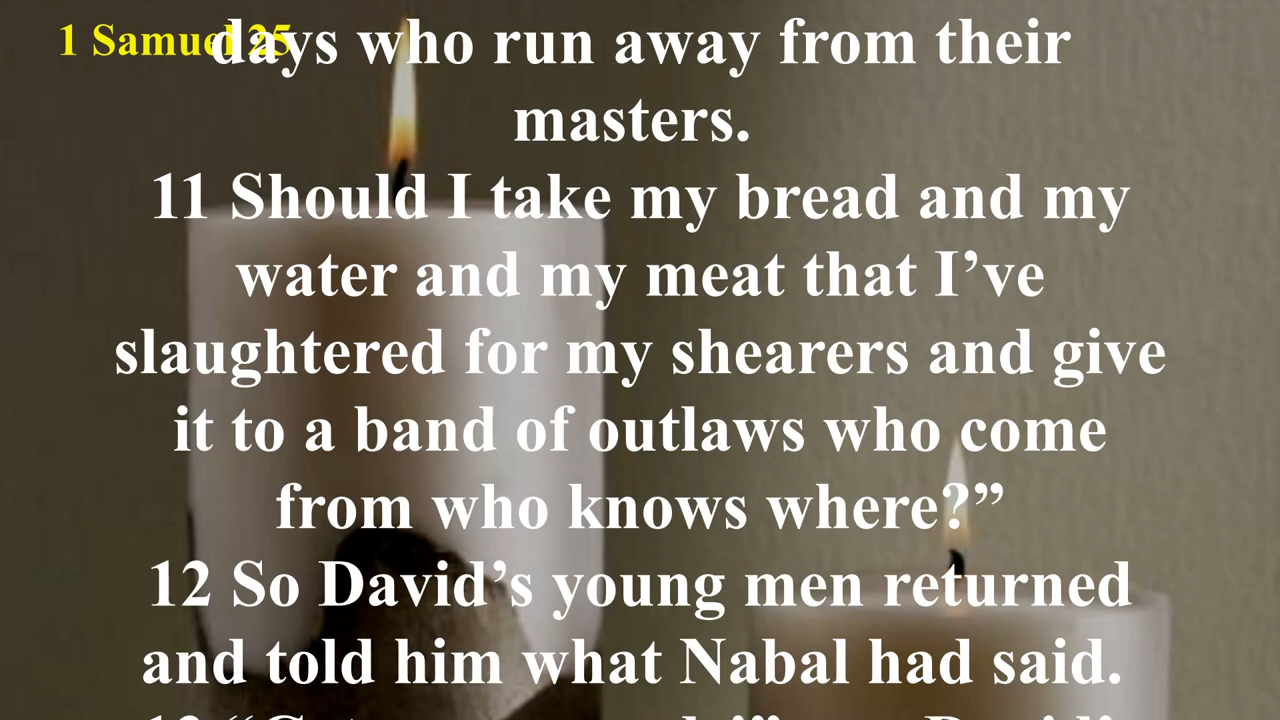 1 Samuel 25
days who run away from their
masters.
11 Should I take my bread and my
water and my meat that I’ve
slaughtered for my shearers and give
it to a band of outlaws who come
from who knows where?”
12 So David’s young men returned
and told him what Nabal had said.